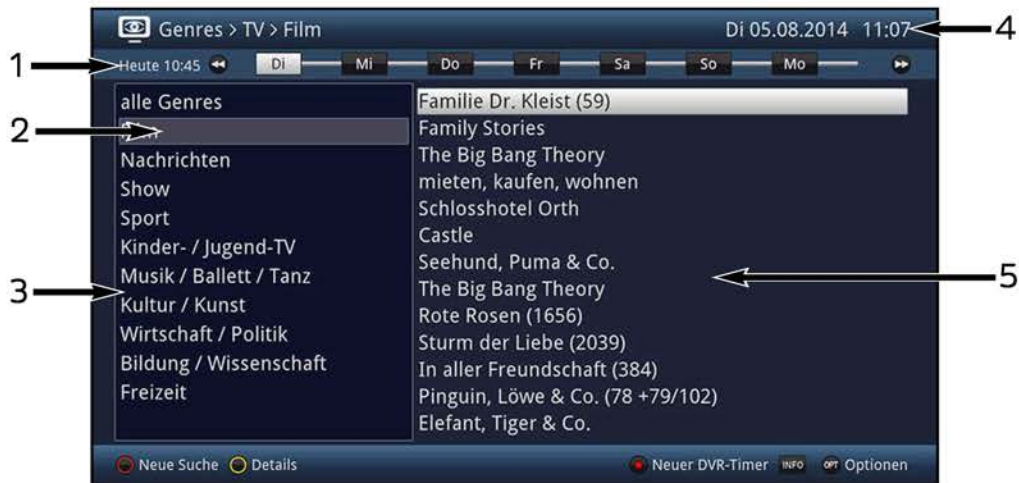 Genres > TV / Film
Di 05.08.2014 11:07
4
1
Heute 10:45
Di Mi Do Fr Sa So Mo
alle Genres
2
Nachrichten
Show
Sport
Kinder- / Jugend-TV
Musik / Ballett / Tanz
3
Kultur / Kunst
Wirtschaft / Politik
Bildung / Wissenschaft
Freizeit
Familie Dr. Kleist (59)
Family Stories
The Big Bang Theory
mieten, kaufen, wohnen
Schlosshotel Orth
Castle
Seehund, Puma & Co.
5
The Big Bang Theory
Rote Rosen (1656)
Sturm der Liebe (2039)
In aller Freundschaft (384)
Pinguin, Löwe & Co. (78 +79/102)
Elefant, Tiger & Co.
Neue Suche Details
Neuer DVR-Timer INFO OPT Optionen